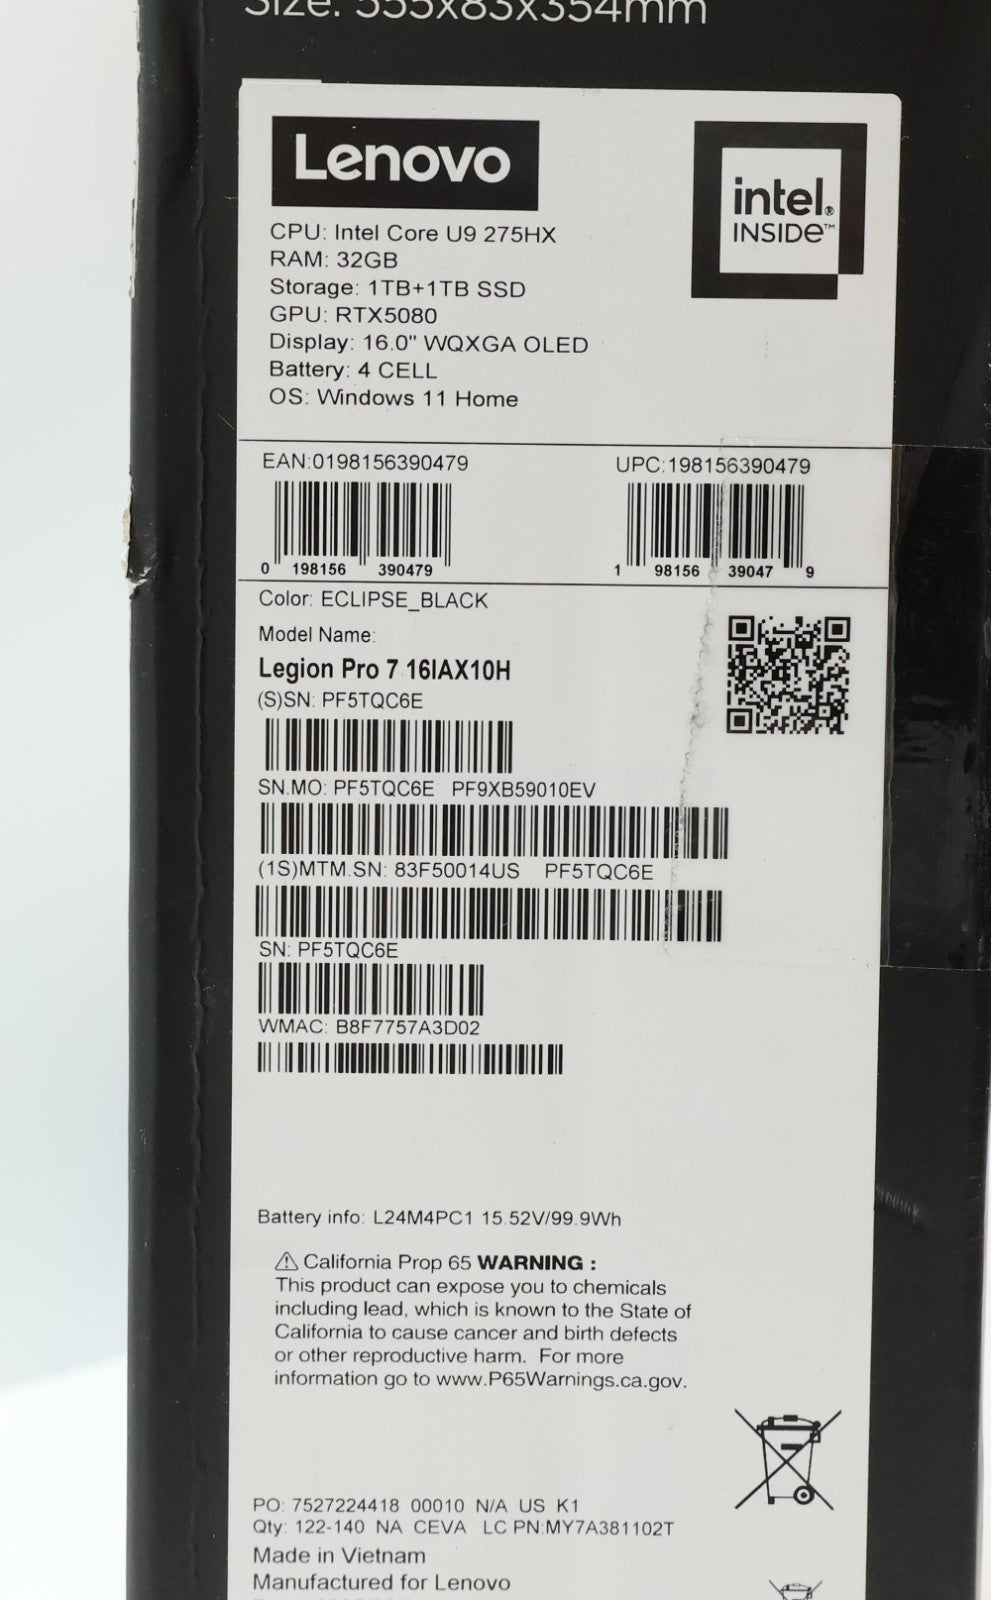 Size: 555x83x354mm
Lenovo
intel.®
INSIDE™
CPU: Intel Core U9 275HX
RAM: 32GB
Storage: 1TB+1TB SSD
GPU: RTX5080
Display: 16.0" WQXGA OLED
Battery: 4 CELL
OS: Windows 11 Home
EAN:0198156390479 UPC:198156390479
0 198156 390479 1 98156 39047 9
Color: ECLIPSE_BLACK
Model Name:
Legion Pro 7 16IAX10H
(S)SN: PF5TQC6E
SN.MO: PF5TQC6E PF9XB59010EV
(1S)MTM.SN: 83F50014US PF5TQC6E
SN: PF5TQC6E
WMAC: B8F7757A3D02
Battery info: L24M4PC1 15.52V/99.9Wh
⚠ California Prop 65 WARNING :
This product can expose you to chemicals
including lead, which is known to the State of
California to cause cancer and birth defects
or other reproductive harm. For more
information go to www.P65Warnings.ca.gov.
PO: 7527224418 00010 N/A US K1
Qty: 122-140 NA CEVA LC PN:MY7A381102T
Made in Vietnam
Manufactured for Lenovo